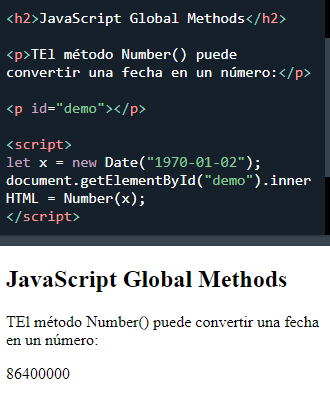 <h2>JavaScript Global Methods</h2>
<p>TEl método Number() puede
convertir una fecha en un número:</p>
<p id="demo"></p>
<script>
let x = new Date("1970-01-02");
document.getElementById("demo").inner
HTML = Number(x);
</script>
JavaScript Global Methods
TEl método Number() puede convertir una fecha
en un número:
86400000